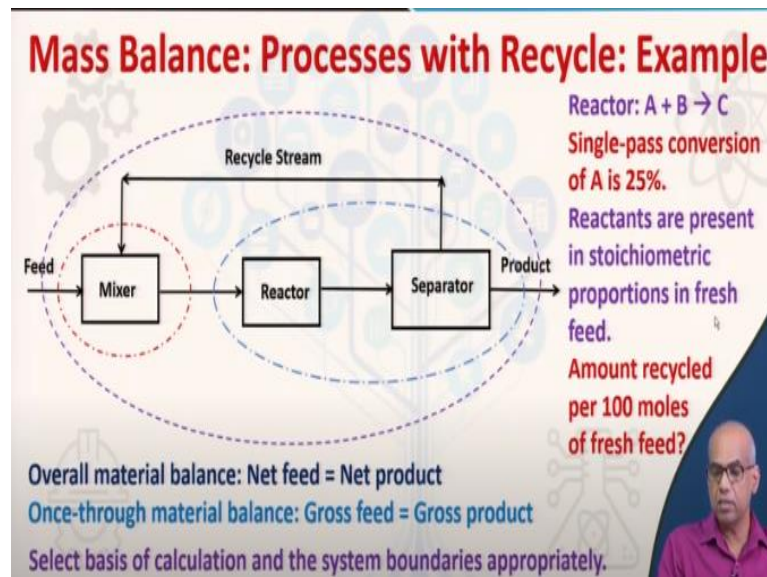 Mass Balance: Processes with Recycle: Example
Reactor: A + B → C
Single-pass conversion
of A is 25%.
Reactants are present
in stoichiometric
proportions in fresh
feed.
Amount recycled
per 100 moles
of fresh feed?
Recycle Stream
Feed
Mixer
Reactor
Separator
Product
Overall material balance: Net feed = Net product
Once-through material balance: Gross feed = Gross product
Select basis of calculation and the system boundaries appropriately.